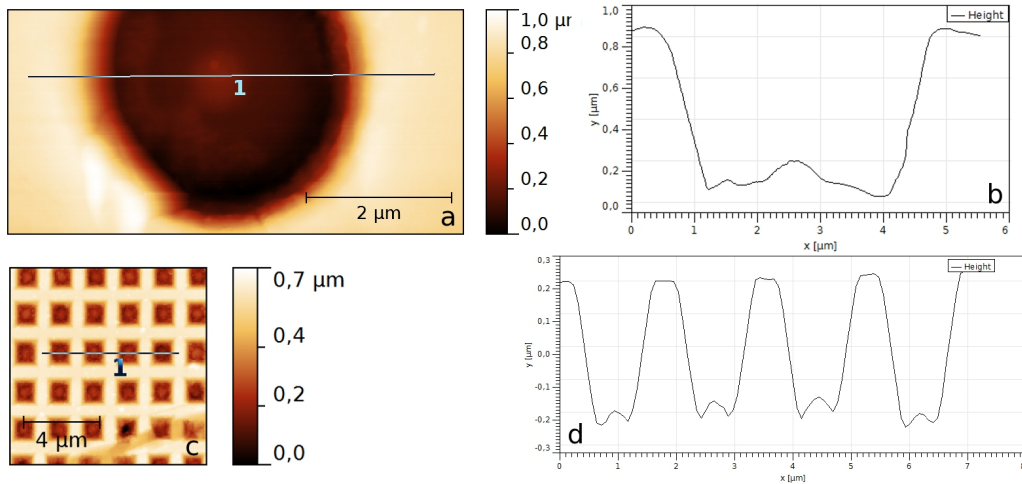 1
2 µm
a
1,0 µr
0,8
0,6
0,4
0,2
0,0
Height
1.0
0,8
0,6
0,4
0,2
0,0
y [µm]
0 1 2 3 4 5 6
x [µm]
b
1
4 µm
c
0,7 µm
0,4
0,2
0,0
Height
0,3
0,2
0,1
0,0
-0.1
-0.2
-0.3
y [µm]
0 1 2 3 4 5 6 7 8
x [µm]
d